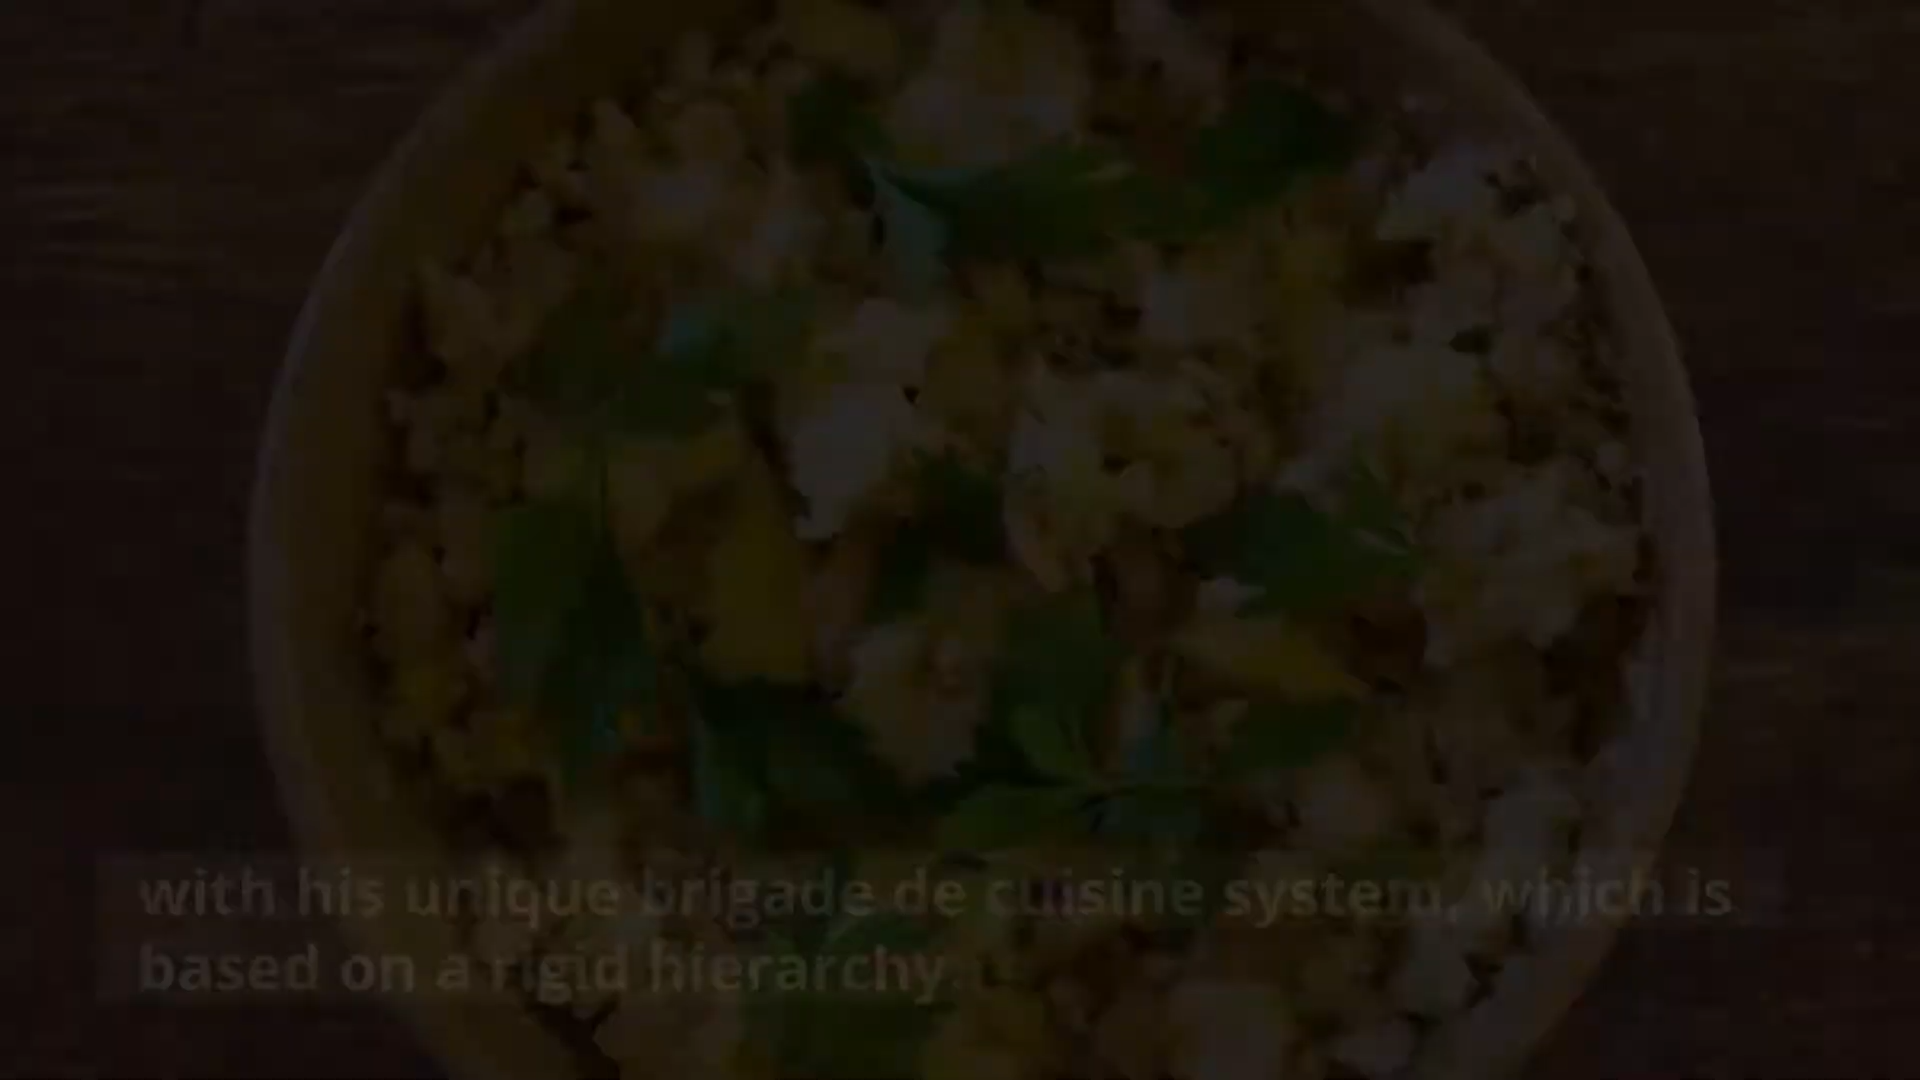 with his unique brigade de cuisine system, which is
based on a rigid hierarchy.